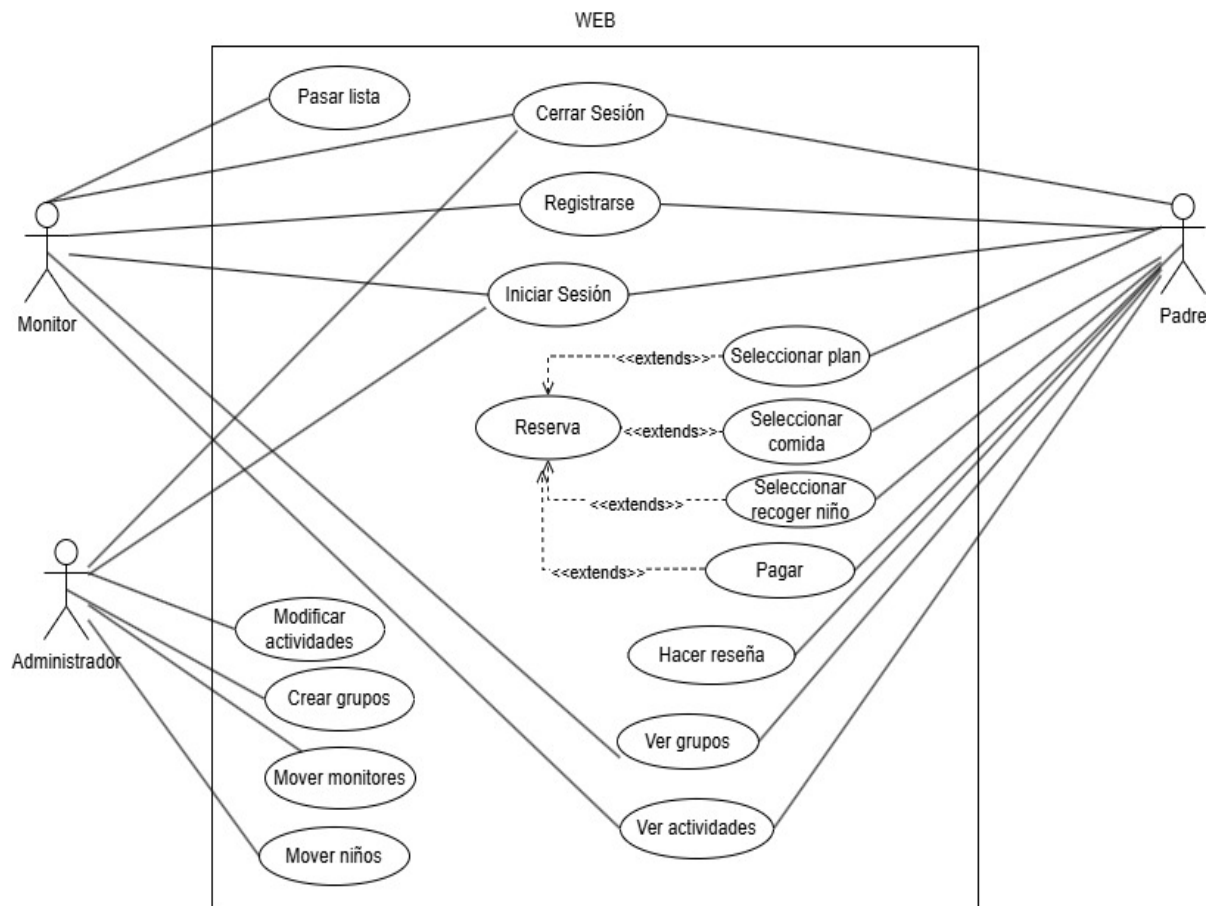 WEB
Pasar lista
Cerrar Sesión
Registrarse
Iniciar Sesión
Monitor
Padre
<<extends>>
Seleccionar plan
Reserva
<<extends>>
Seleccionar
comida
<<extends>>
Seleccionar
recoger niño
<<extends>>
Pagar
Administrador
Modificar
actividades
Hacer reseña
Crear grupos
Ver grupos
Mover monitores
Ver actividades
Mover niños